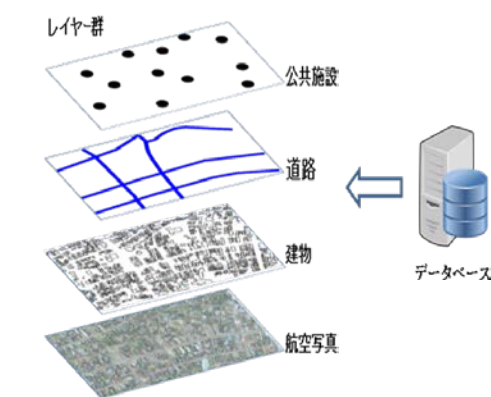 レイヤー群
公共施設
道路
建物
データベース
航空写真